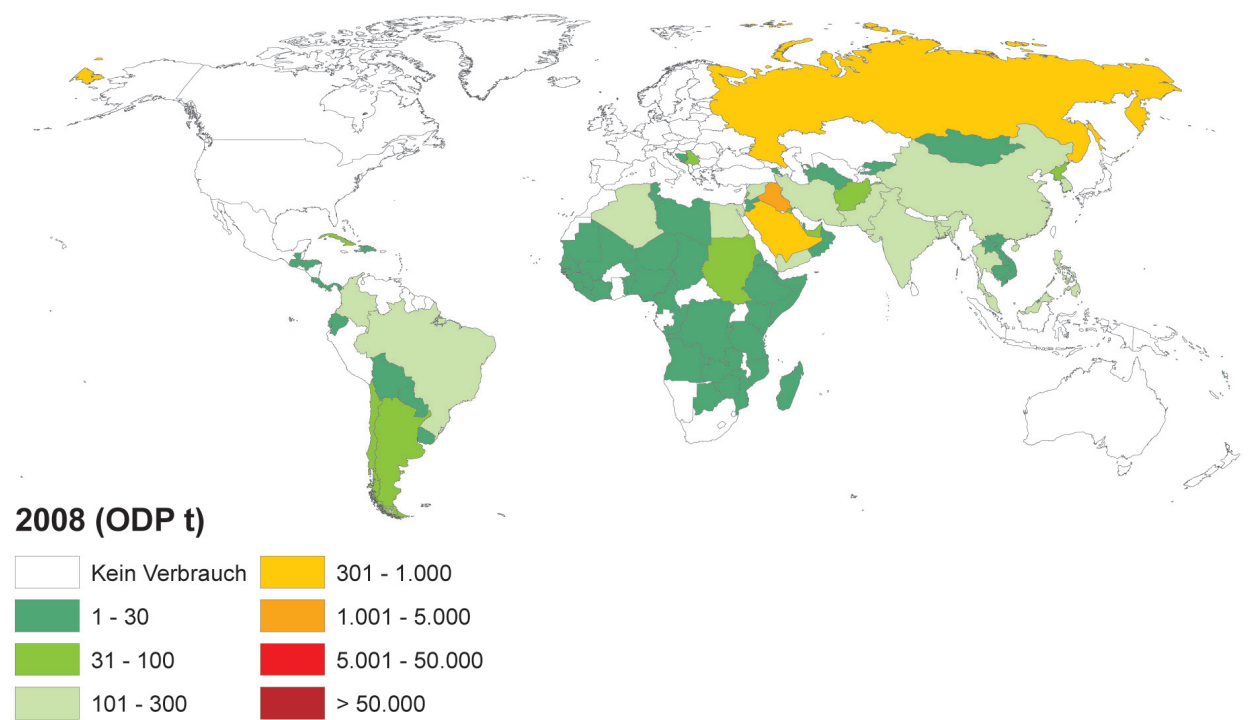 2008 (ODP t)
Kein Verbrauch
1 - 30
31 - 100
101 - 300
301 - 1.000
1.001 - 5.000
5.001 - 50.000
> 50.000